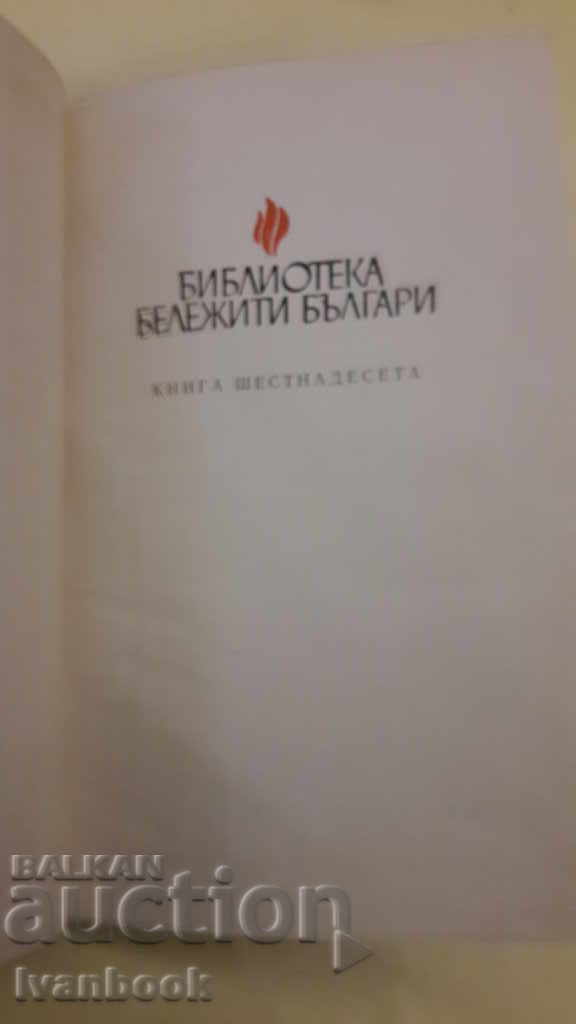 БИБЛИОТЕКА
БЕЛЕЖИТИ БЪЛГАРИ
КНИГА ШЕСТНАДЕСЕТА
BALKAN
auction
Ivanbook